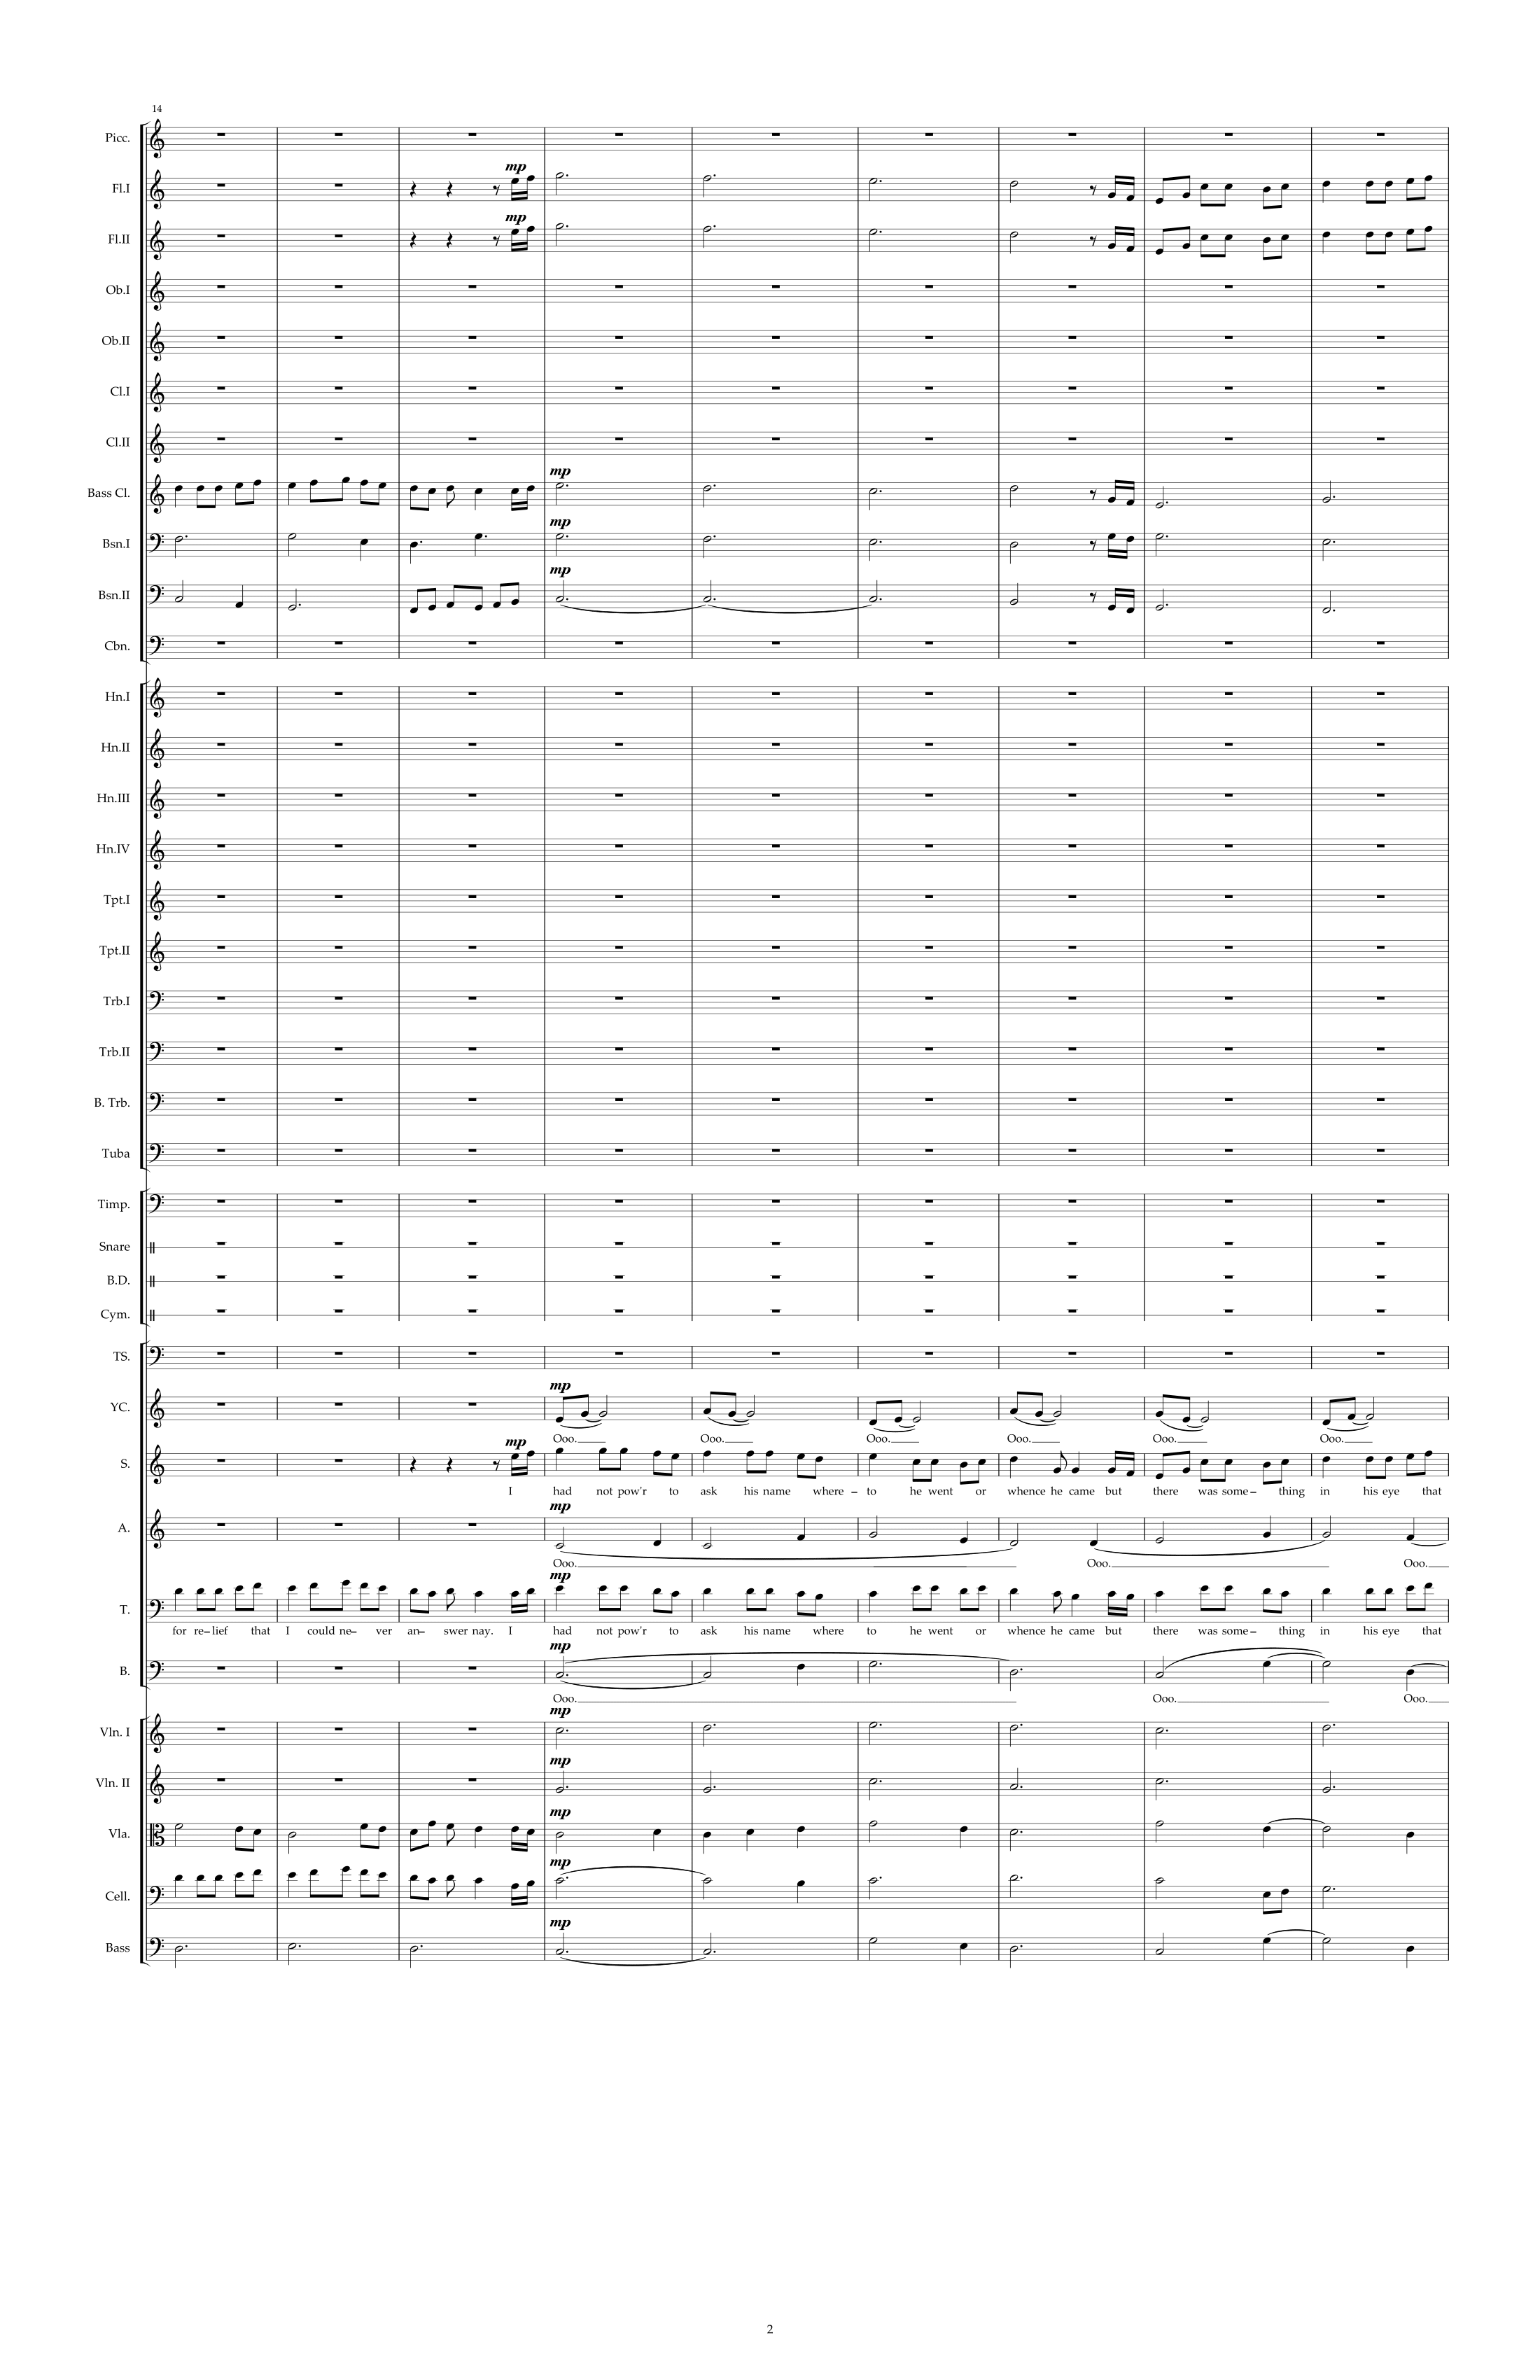 14
Picc.
mp
Fl.I
mp
Fl.II
Ob.I
Ob.II
Cl.I
Cl.II
mp
Bass Cl.
mp
Bsn.I
mp
Bsn.II
Cbn.
Hn.I
Hn.II
Hn.III
Hn.IV
Tpt.I
Tpt.II
Trb.I
Trb.II
B. Trb.
Tuba
Timp.
Snare
B.D.
Cym.
TS.
mp
YC.
Ooo. Ooo. Ooo. Ooo. Ooo. Ooo.
mp
S.
I had not pow'r to ask his name where – to he went or whence he came but there was some – thing in his eye that
mp
A.
Ooo. Ooo. Ooo.
mp
T.
for re – lief that I could ne – ver an – swer nay. I had not pow'r to ask his name where to he went or whence he came but there was some – thing in his eye that
mp
B.
Ooo. Ooo. Ooo.
mp
Vln. I
mp
Vln. II
mp
Vla.
mp
Cell.
mp
Bass
2